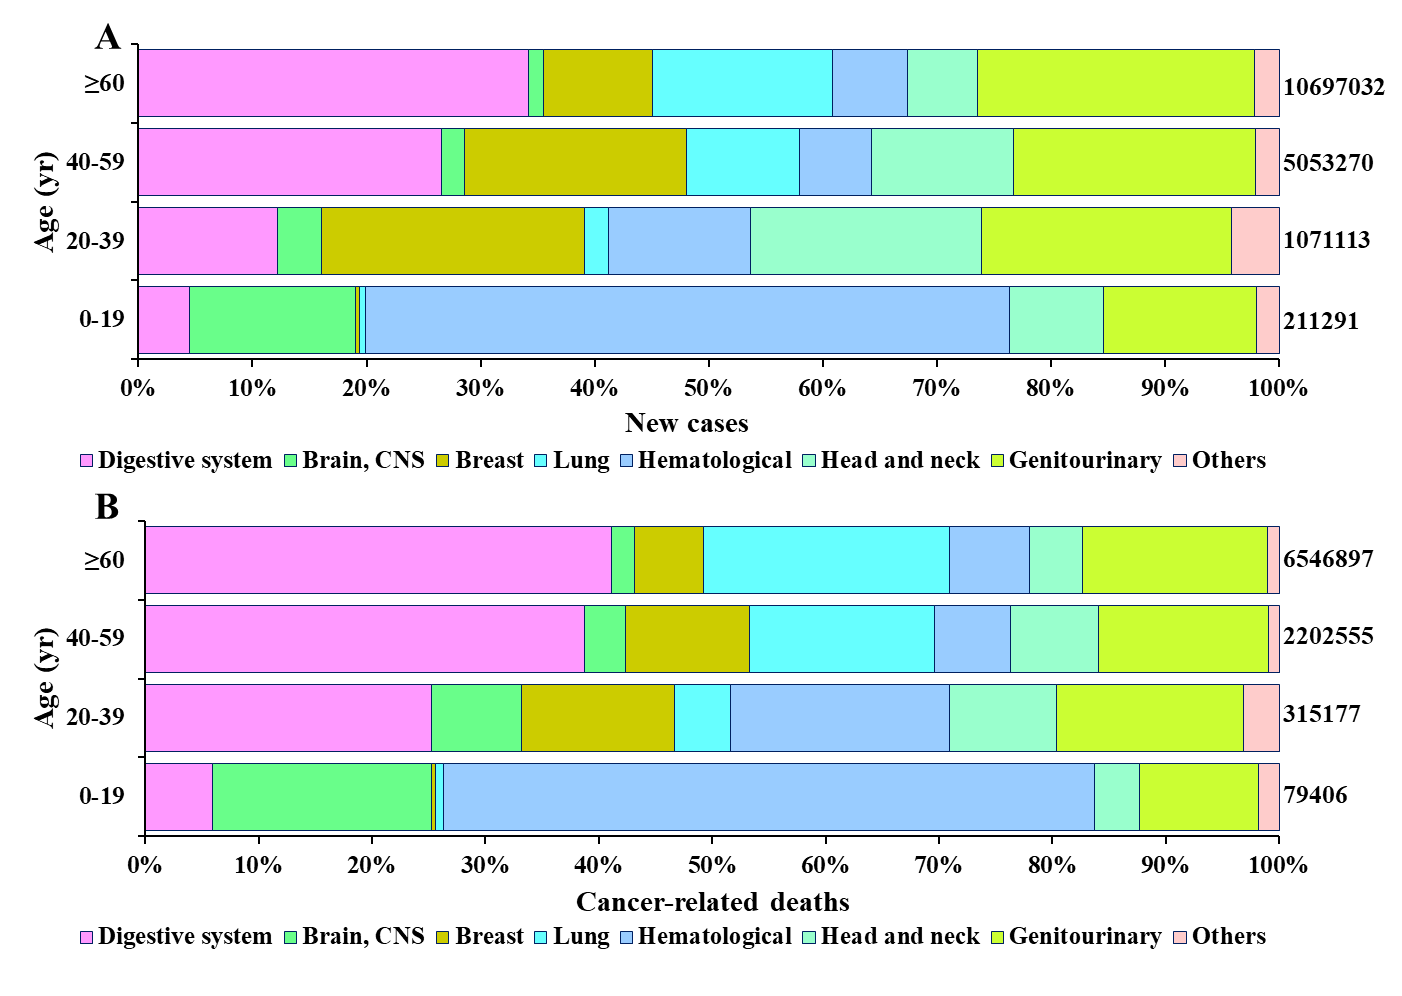 A
≥60
10697032
40-59
5053270
20-39
1071113
0-19
211291
Age (yr)
0% 10% 20% 30% 40% 50% 60% 70% 80% 90% 100%
New cases
Digestive system Brain, CNS Breast Lung Hematological Head and neck Genitourinary Others
B
≥60
6546897
40-59
2202555
20-39
315177
0-19
79406
Age (yr)
0% 10% 20% 30% 40% 50% 60% 70% 80% 90% 100%
Cancer-related deaths
Digestive system Brain, CNS Breast Lung Hematological Head and neck Genitourinary Others